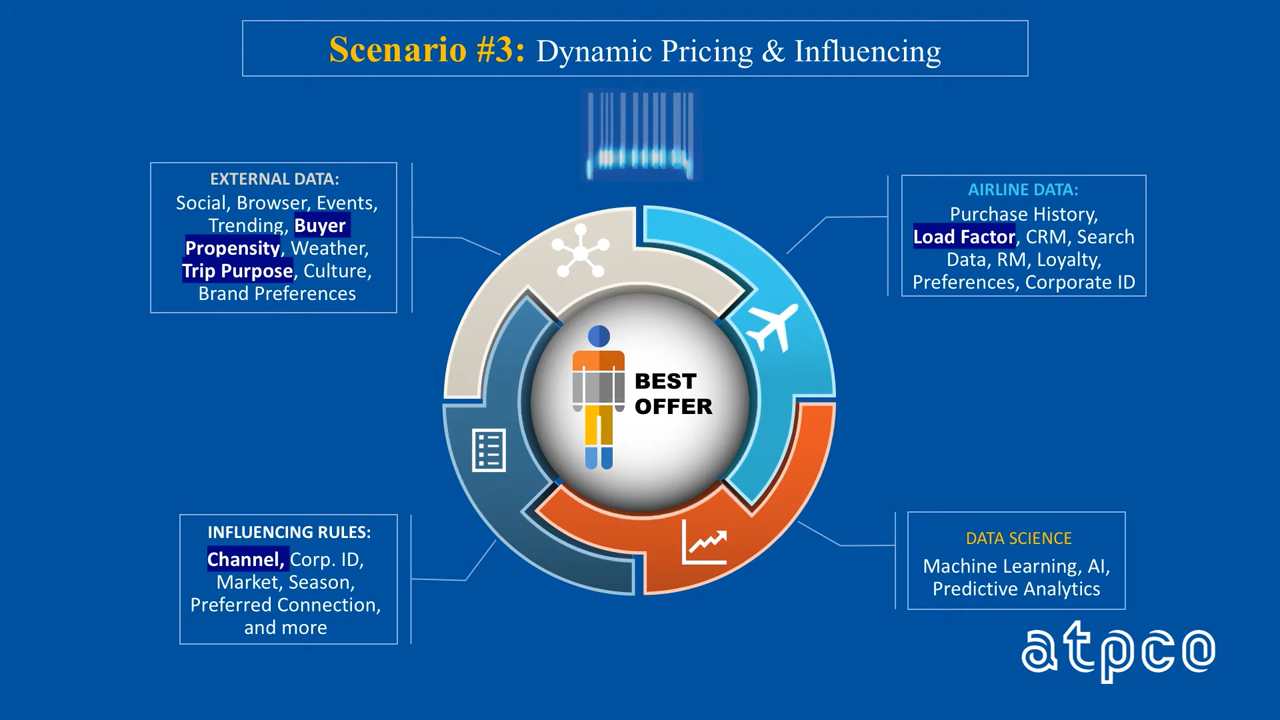 Scenario #3: Dynamic Pricing & Influencing
EXTERNAL DATA:
Social, Browser, Events,
Trending, Buyer
Propensity, Weather,
Trip Purpose, Culture,
Brand Preferences
AIRLINE DATA:
Purchase History,
Load Factor, CRM, Search
Data, RM, Loyalty,
Preferences, Corporate ID
BEST
OFFER
INFLUENCING RULES:
Channel, Corp. ID,
Market, Season,
Preferred Connection,
and more
DATA SCIENCE
Machine Learning, AI,
Predictive Analytics
atpco